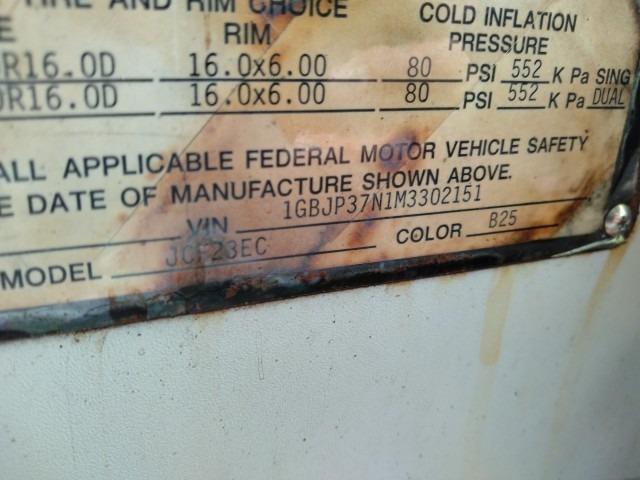 TIRE AND RIM CHOICE
COLD INFLATION
E RIM PRESSURE
0R16.0D 16.0x6.00 80 PSI 552 K Pa SING
0R16.0D 16.0x6.00 80 PSI 552 K Pa DUAL
ALL APPLICABLE FEDERAL MOTOR VEHICLE SAFETY
E DATE OF MANUFACTURE SHOWN ABOVE.
VIN 1GBJP37N1M3302151
MODEL COLOR B25